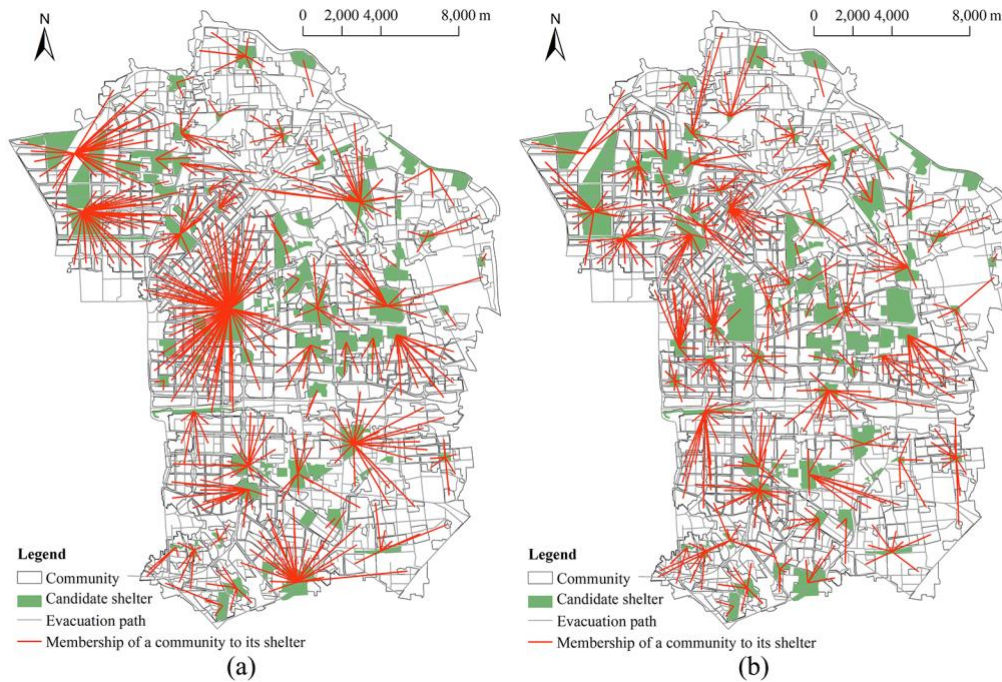 N
0 2,000 4,000 8,000 m
Legend
Community
Candidate shelter
Evacuation path
Membership of a community to its shelter
(a)
N
0 2,000 4,000 8,000 m
Legend
Community
Candidate shelter
Evacuation path
Membership of a community to its shelter
(b)